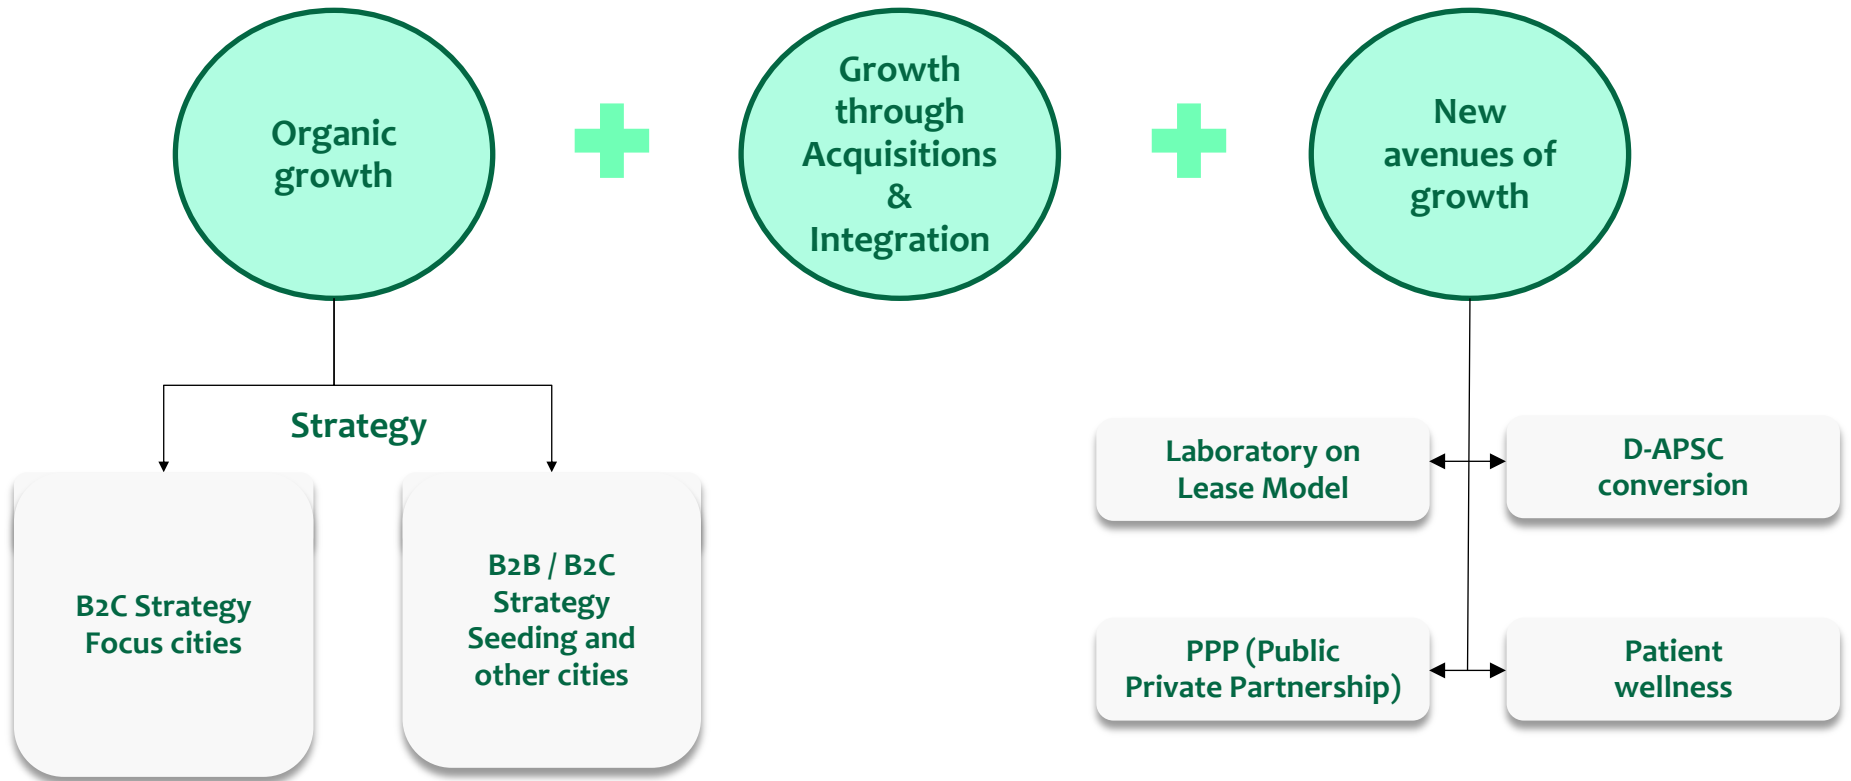 Organic
growth
Growth
through
Acquisitions
&
Integration
New
avenues of
growth
Strategy
B2C Strategy
Focus cities
B2B / B2C
Strategy
Seeding and
other cities
Laboratory on
Lease Model
D-APSC
conversion
PPP (Public
Private Partnership)
Patient
wellness